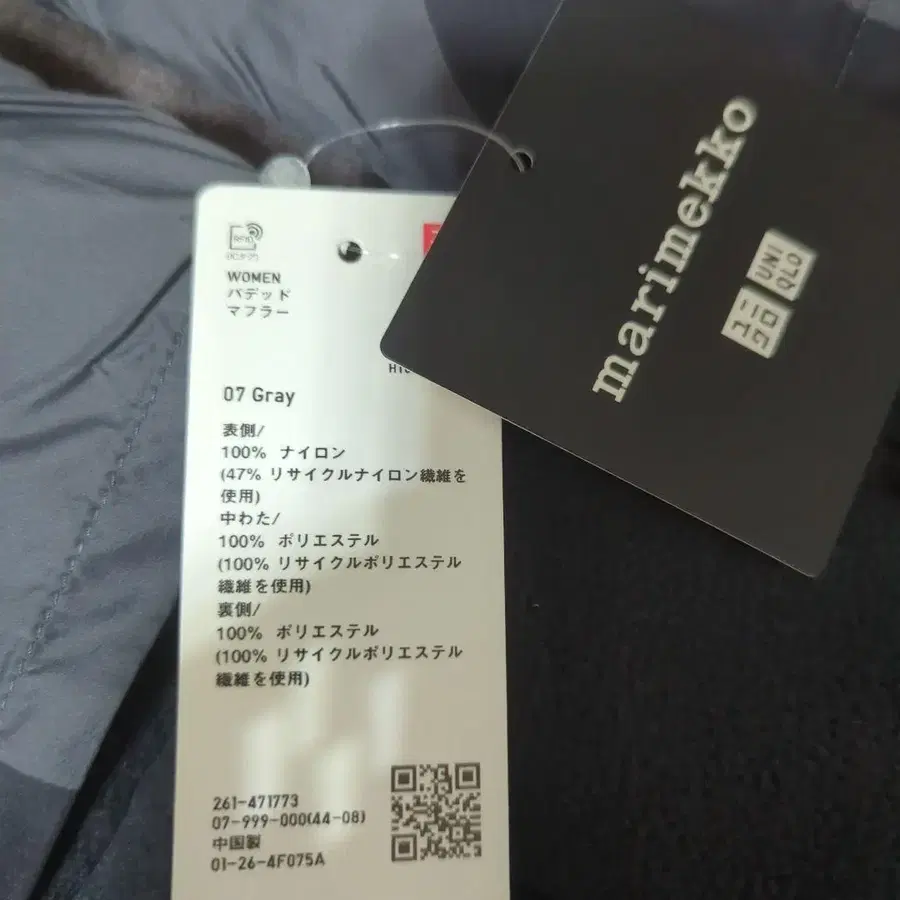 RFID
WOMEN
パデッド
マフラー
07 Gray
表側/
100% ナイロン
(47% リサイクルナイロン繊維を
使用)
中わた/
100% ポリエステル
(100% リサイクルポリエステル
繊維を使用)
裏側/
100% ポリエステル
(100% リサイクルポリエステル
繊維を使用)
261-471773
07-999-000(44-08)
中国製
01-26-4F075A
marimekko
ユニ
クロ
UNI
QLO